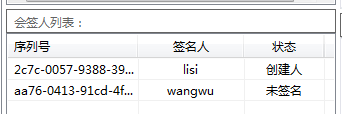 会签人列表：
序列号 签名人 状态
2c7c-0057-9388-39... lisi 创建人
aa76-0413-91cd-4f... wangwu 未签名